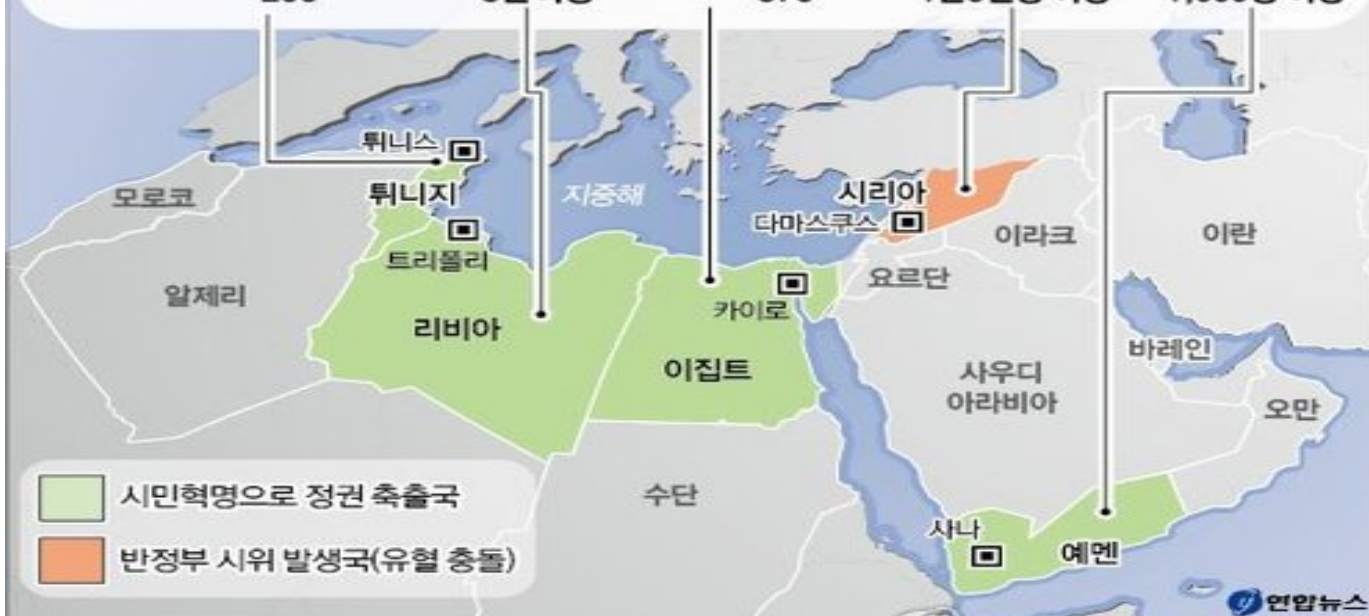 튀니스
모로코
튀니지
지중해
시리아
다마스쿠스
이라크
이란
트리폴리
요르단
알제리
카이로
리비아
바레인
이집트
사우디
아라비아
오만
시민혁명으로 정권 축출국
수단
사나
예멘
반정부 시위 발생국(유혈 충돌)
연합뉴스